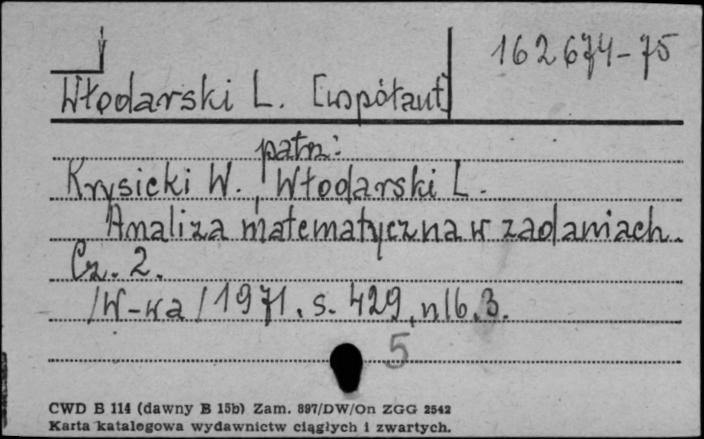 162674-75
Włodarski L. [współaut]
patrz:
Krysicki W., Włodarski L.
Analiza matematyczna w zadaniach.
Cz. 2.
/W-wa/ 1971, s. 429, nlb. 3.
5
CWD B 114 (dawny B 15b) Zam. 897/DW/On ZGG 2542
Karta katalogowa wydawnictw ciągłych i zwartych.